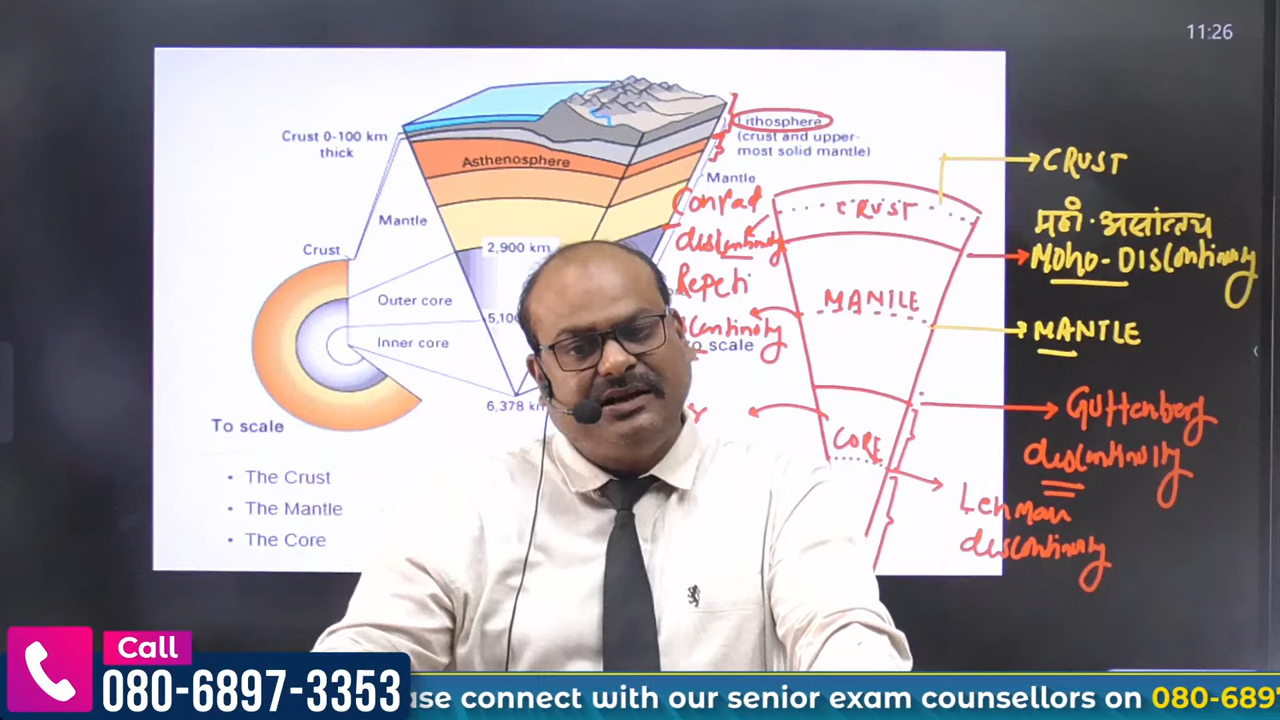 11:26
Crust 0-100 km
thick
Asthenosphere
Lithosphere
(crust and upper-
most solid mantle)
Mantle
Mantle
Crust
2,900 km
Outer core
5,10
Inner core
6,378 km
To scale
to scale
• The Crust
• The Mantle
• The Core
Conrad
discontinuity
Repeti
scontinuity
CRUST
MANTLE
CORE
CRUST
Moho-Discontinuity
MANTLE
Guttenberg
discontinuity
Lehman
discontinuity
Call
080-6897-3353
ase connect with our senior exam counsellors on 080-689